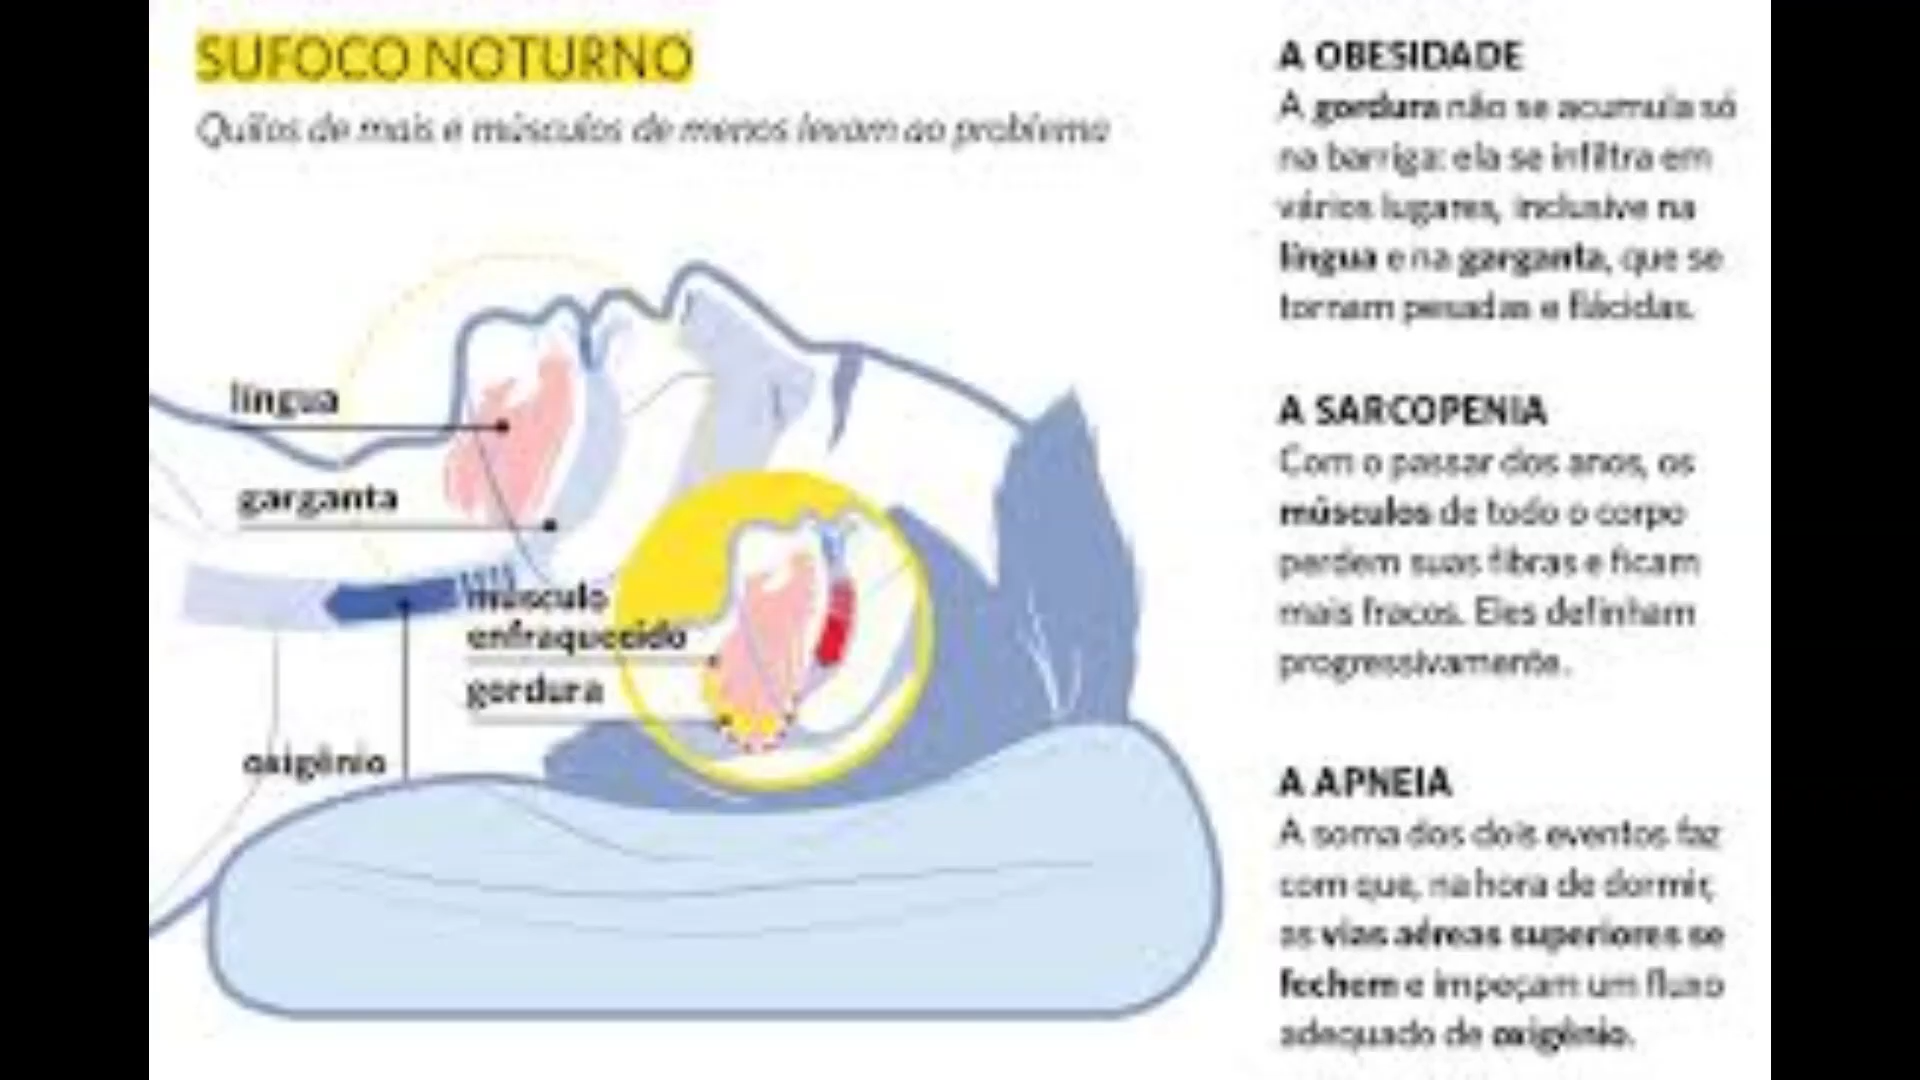 SUFOCO NOTURNO
Quilos de mais e músculos de menos levam ao problema
língua
garganta
músculo
enfraquecido
gordura
oxigênio
A OBESIDADE
A gordura não se acumula só
na barriga: ela se infiltra em
vários lugares, inclusive na
língua e na garganta, que se
tornam pesadas e flácidas.
A SARCOPENIA
Com o passar dos anos, os
músculos de todo o corpo
perdem suas fibras e ficam
mais fracos. Eles definham
progressivamente.
A APNEIA
A soma dos dois eventos faz
com que, na hora de dormir,
as vias aéreas superiores se
fechem e impeçam um fluxo
adequado de oxigênio.